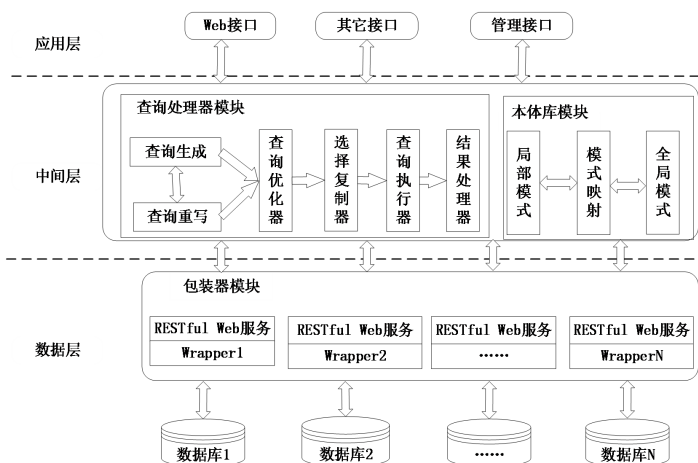 应用层
Web接口
其它接口
管理接口
中间层
查询处理器模块
查询生成
查询重写
查询优化器
选择复制器
查询执行器
结果处理器
本体库模块
局部模式
模式映射
全局模式
数据层
包装器模块
RESTful Web服务
Wrapper1
RESTful Web服务
Wrapper2
RESTful Web服务
……
RESTful Web服务
WrapperN
数据库1
数据库2
……
数据库N